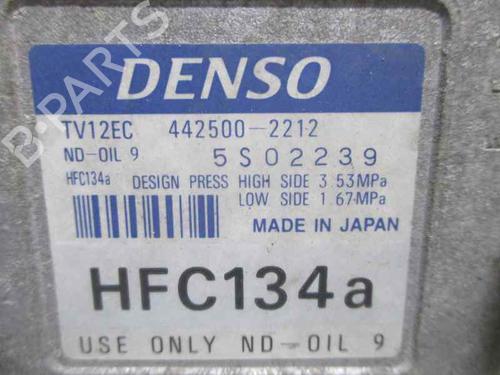 DENSO
TV12EC 442500-2212
ND-OIL 9 5S02239
HFC134a DESIGN PRESS HIGH SIDE 3.53MPa
LOW SIDE 1.67MPa
MADE IN JAPAN
HFC134a
USE ONLY ND-OIL 9